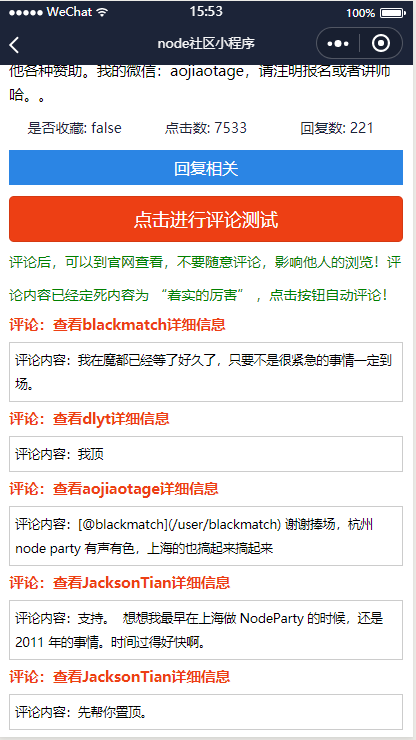 WeChat 15:53 100%
node社区小程序
他各种赞助。我的微信：aojiaotage，请注明报名或者讲师
哈。。
是否收藏: false 点击数: 7533 回复数: 221
回复相关
点击进行评论测试
评论后，可以到官网查看，不要随意评论，影响他人的浏览！评
论内容已经定死内容为 “着实的厉害” ，点击按钮自动评论！
评论：查看blackmatch详细信息
评论内容：我在魔都已经等了好久了，只要不是很紧急的事情一定到
场。
评论：查看dlyt详细信息
评论内容：我顶
评论：查看aojiaotage详细信息
评论内容：[@blackmatch](/user/blackmatch) 谢谢捧场，杭州
node party 有声有色，上海的也搞起来搞起来
评论：查看JacksonTian详细信息
评论内容：支持。 想想我最早在上海做 NodeParty 的时候，还是
2011 年的事情。时间过得好快啊。
评论：查看JacksonTian详细信息
评论内容：先帮你置顶。